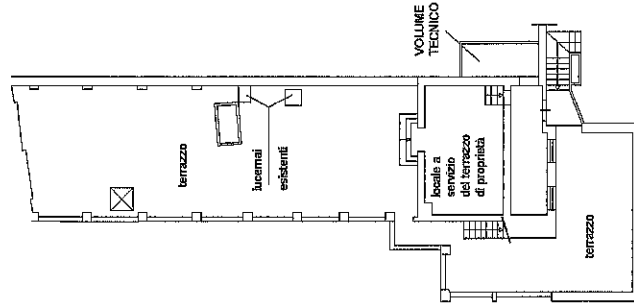 VOLUME
TECNICO
terrazzo
lucernai
esistenti
locale a
servizio
del terrazzo
di proprietà
terrazzo